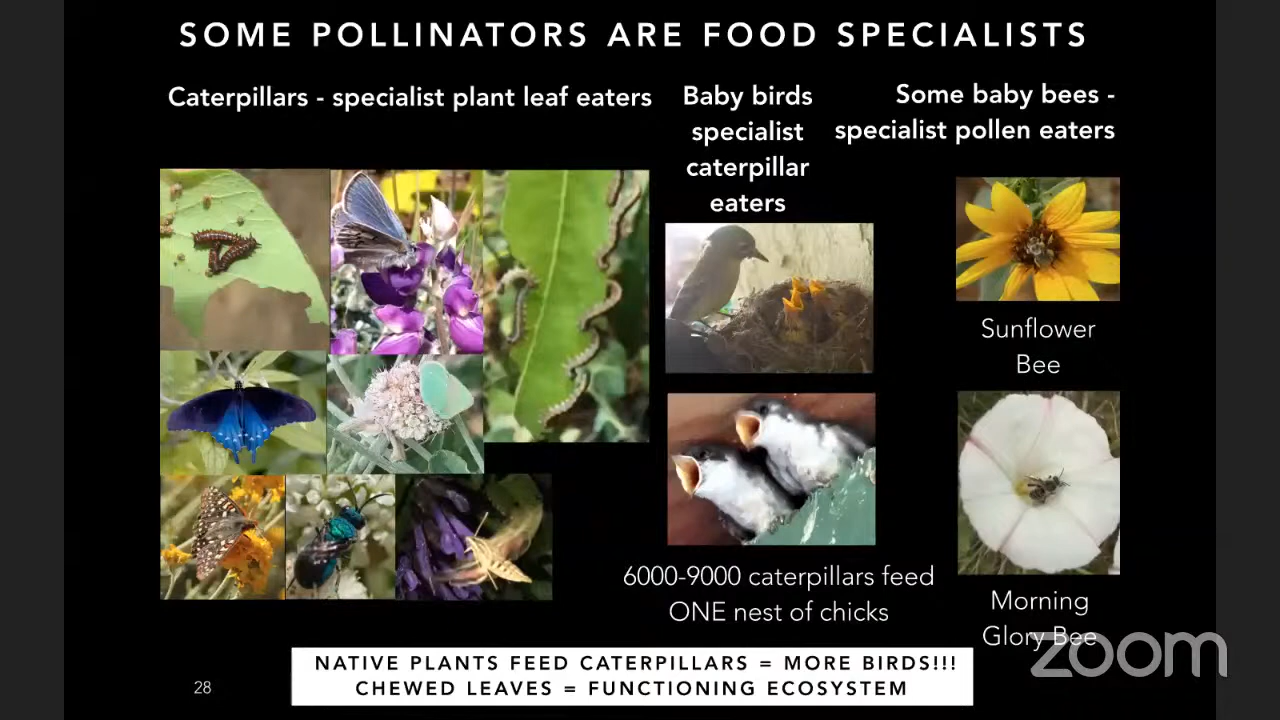 SOME POLLINATORS ARE FOOD SPECIALISTS
Caterpillars - specialist plant leaf eaters
Baby birds
specialist
caterpillar
eaters
Some baby bees -
specialist pollen eaters
Sunflower
Bee
6000-9000 caterpillars feed
ONE nest of chicks
Morning
Glory Bee
NATIVE PLANTS FEED CATERPILLARS = MORE BIRDS!!!
CHEWED LEAVES = FUNCTIONING ECOSYSTEM
28
zoom